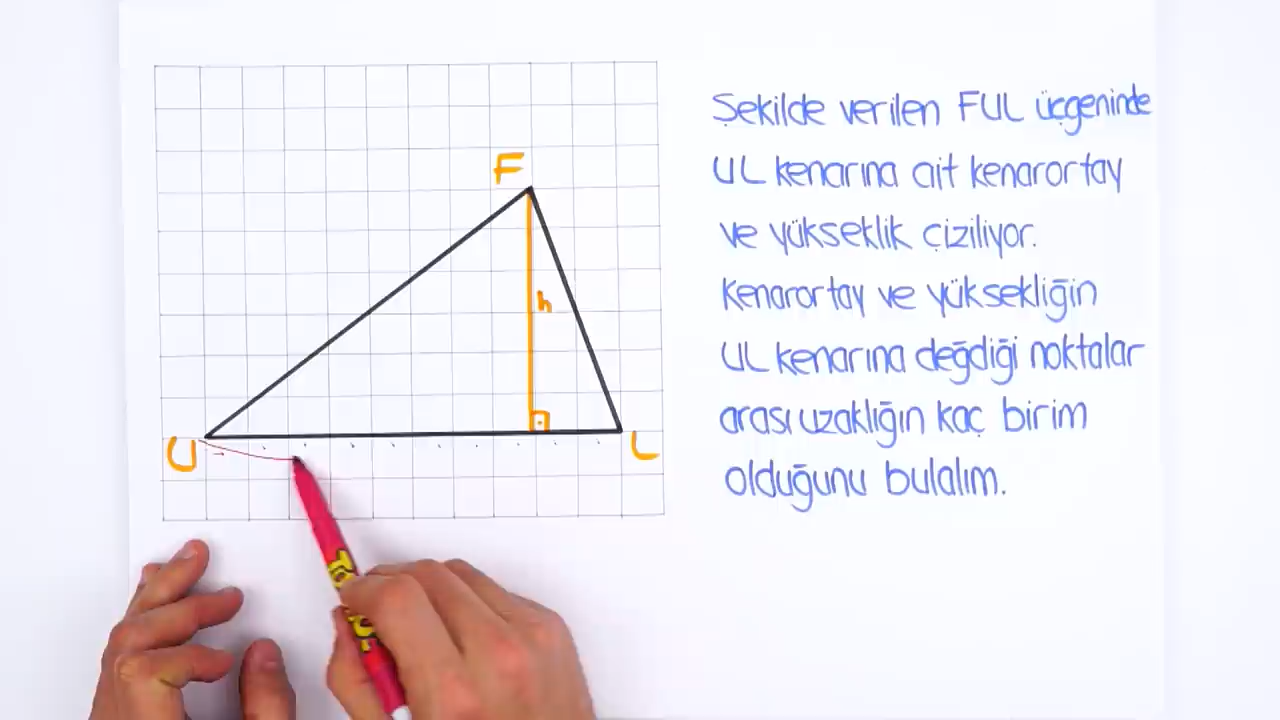 F
h
U
L
Şekilde verilen FUL üçgeninde
UL kenarına ait kenarortay
ve yükseklik çiziliyor.
Kenarortay ve yüksekliğin
UL kenarına değdiği noktalar
arası uzaklığın kaç birim
olduğunu bulalım.